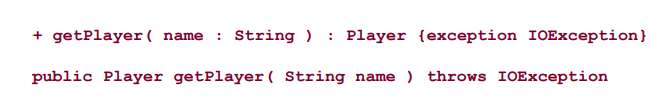 + getPlayer( name : String ) : Player {exception IOException}
public Player getPlayer( String name ) throws IOException